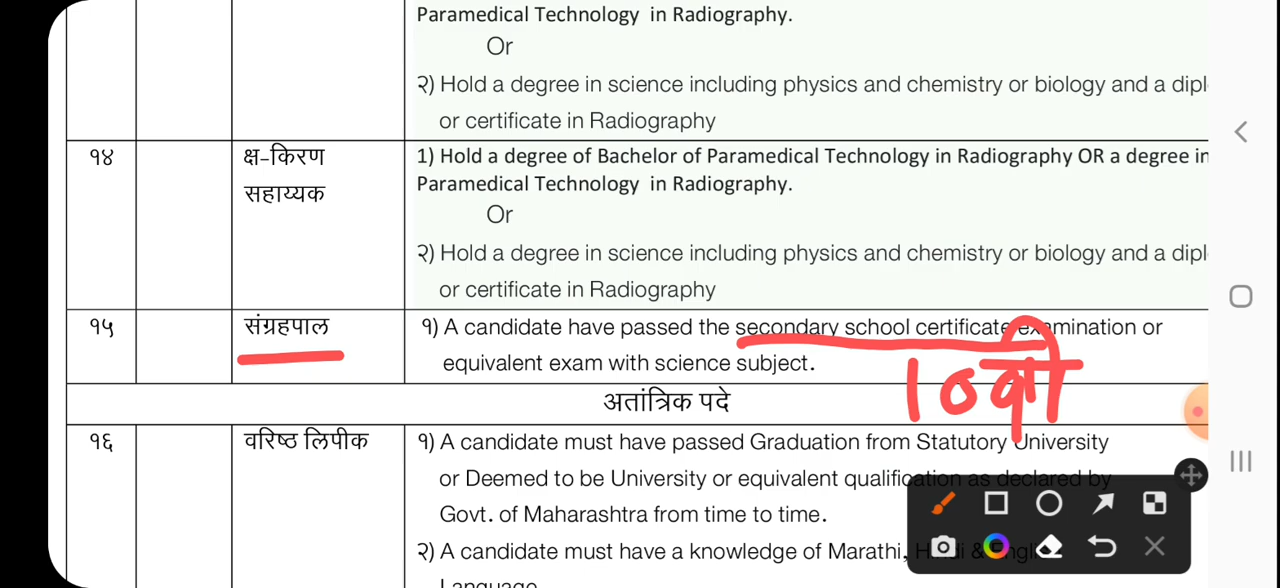 Paramedical Technology in Radiography.
Or
२) Hold a degree in science including physics and chemistry or biology and a dipl
or certificate in Radiography
१४
क्ष-किरण
सहाय्यक
1) Hold a degree of Bachelor of Paramedical Technology in Radiography OR a degree in
Paramedical Technology in Radiography.
Or
२) Hold a degree in science including physics and chemistry or biology and a dipl
or certificate in Radiography
१५
संग्रहपाल
१) A candidate have passed the secondary school certificate examination or
equivalent exam with science subject.
10वी
अतांत्रिक पदे
१६
वरिष्ठ लिपीक
१) A candidate must have passed Graduation from Statutory University
or Deemed to be University or equivalent qualification as declared by
Govt. of Maharashtra from time to time.
२) A candidate must have a knowledge of Marathi, Hindi & English
Language